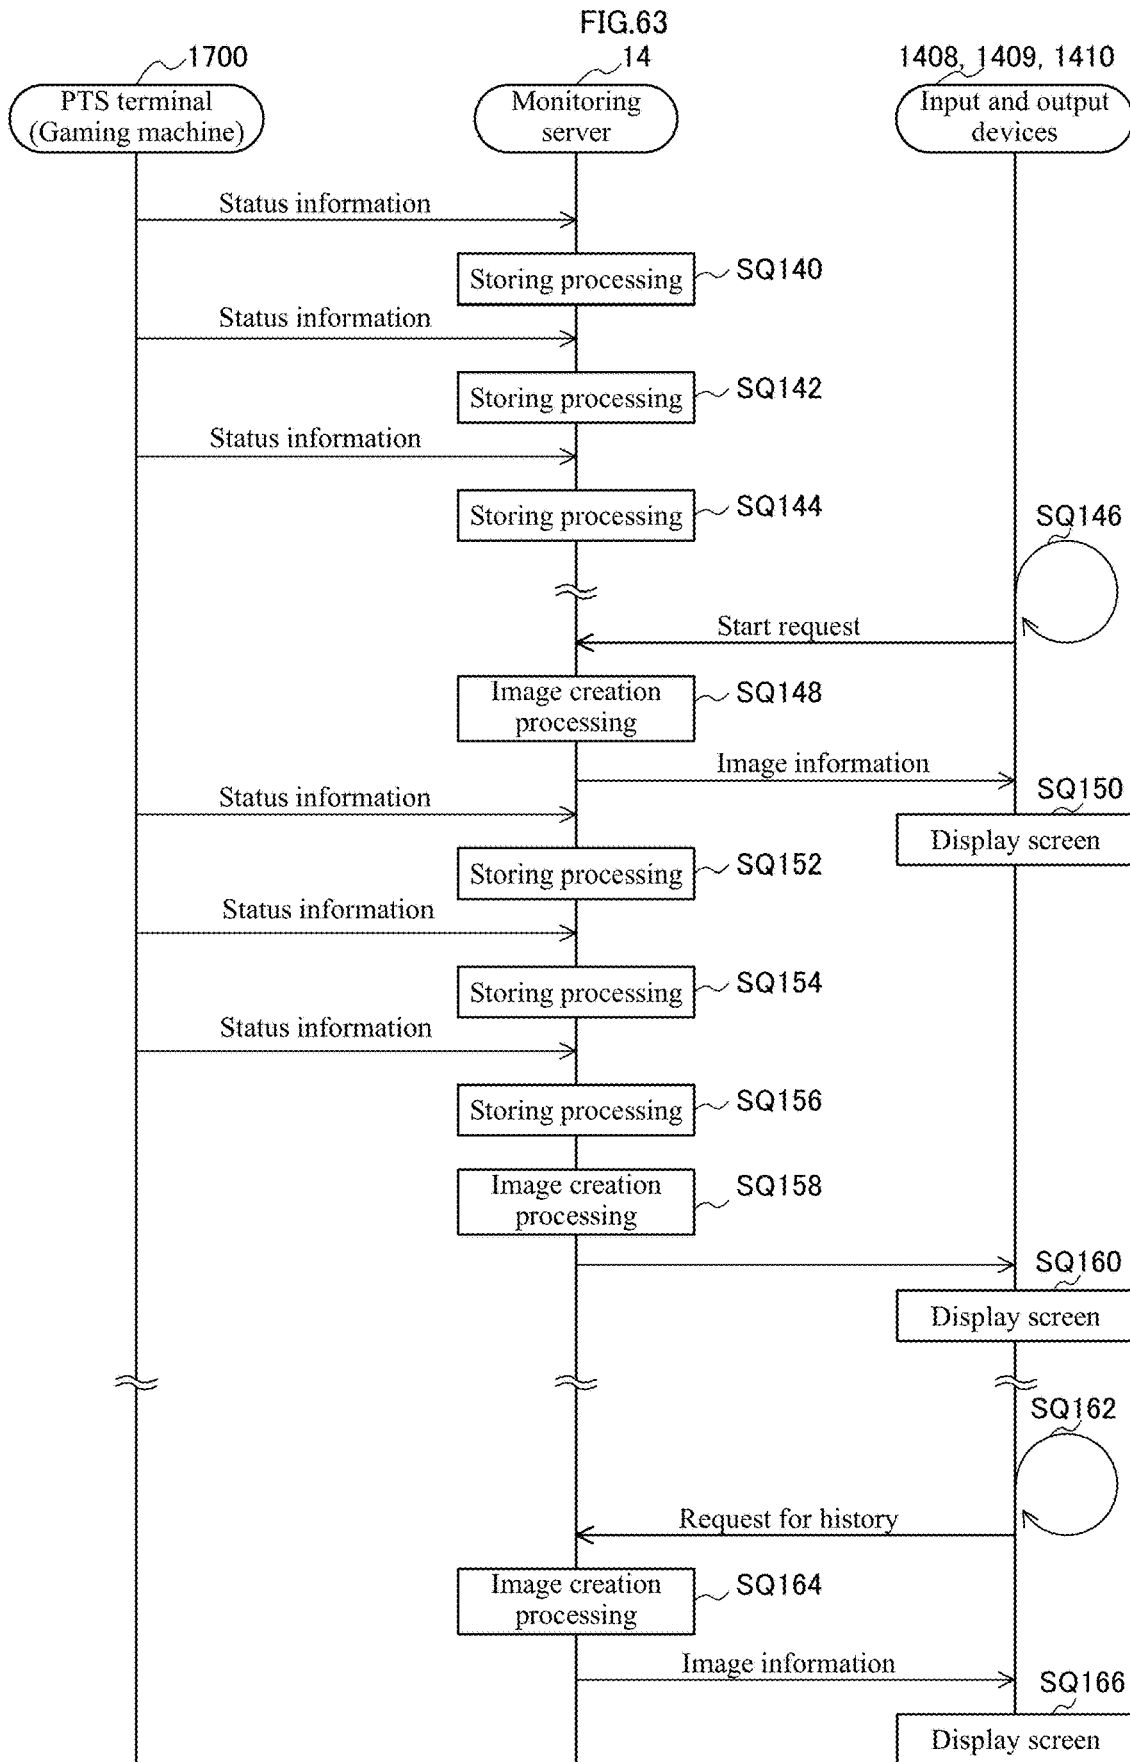 FIG.63
1700
14
1408, 1409, 1410
PTS terminal
(Gaming machine)
Monitoring
server
Input and output
devices
Status information
Storing processing
SQ140
Status information
Storing processing
SQ142
Status information
Storing processing
SQ144
SQ146
Start request
Image creation
processing
SQ148
Image information
Status information
SQ150
Display screen
Storing processing
SQ152
Status information
Storing processing
SQ154
Status information
Storing processing
SQ156
Image creation
processing
SQ158
SQ160
Display screen
SQ162
Request for history
Image creation
processing
SQ164
Image information
SQ166
Display screen